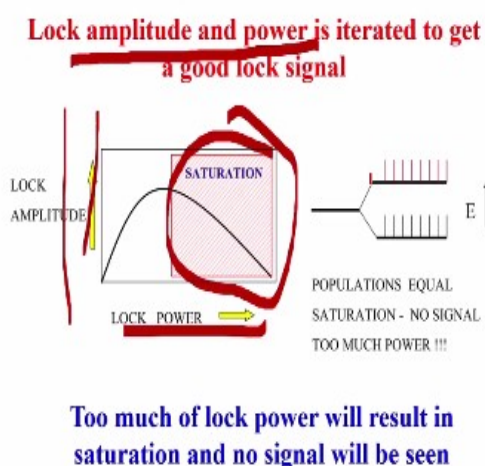 Lock amplitude and power is iterated to get
a good lock signal
SATURATION
LOCK
AMPLITUDE
E
LOCK POWER
POPULATIONS EQUAL
SATURATION - NO SIGNAL
TOO MUCH POWER !!!
Too much of lock power will result in
saturation and no signal will be seen